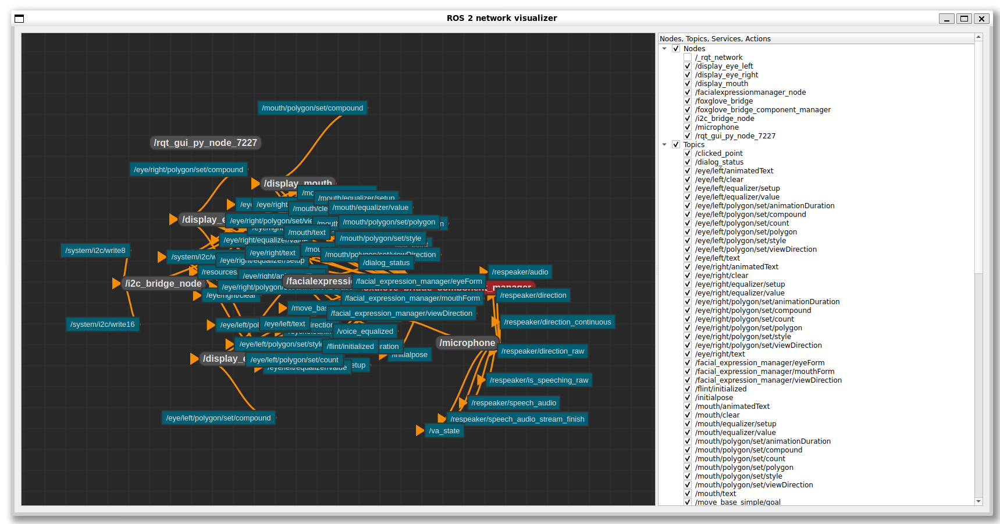 ROS 2 network visualizer
/mouth/polygon/set/compound
/rqt_gui_py_node_7227
/eye/right/polygon/set/compound
/display_mouth
/mouth/equalizer/setup
/eye/right
/mouth/cle
/mouth/equalizer/value
/display_e
/eye/right/polygon/set/vie
/mouth
/mouth/polygon/set/polygon
n
/mouth/text
/eye/right/equalizer/value
/mouth/polygon/set/style
/system/i2c/write8
/system/i2c/w
/eye/right/text
/mou
/mouth/polygon/set/viewDirection
/eye/right/equalizer/setup
/dialog_status
/resources
/eye/right/ani
/respeaker/audio
/i2c_bridge_node
/eye/right/polygon
/facialexpressi
/facial_expression_manager/eyeForm
_manager
/eye/right/clear
/facial_expression_manager/mouthForm
/respeaker/direction
/move_bas
/facial_expression_manager/viewDirection
/system/i2c/write16
/eye/left/pol
/eye/left/text
irection
/respeaker/direction_continuous
/voice_equalized
/eye/left/polygon/set/style
/flint/initialized
ration
/microphone
/initialpose
/respeaker/direction_raw
/display_e
/eye/left/polygon/set/count
/eye/left/equalizer/value
etup
/respeaker/is_speeching_raw
/respeaker/speech_audio
/eye/left/polygon/set/compound
/respeaker/speech_audio_stream_finish
/va_state
Nodes, Topics, Services, Actions
Nodes
/_rqt_network
/display_eye_left
/display_eye_right
/display_mouth
/facialexpressionmanager_node
/foxglove_bridge
/foxglove_bridge_component_manager
/i2c_bridge_node
/microphone
/rqt_gui_py_node_7227
Topics
/clicked_point
/dialog_status
/eye/left/animatedText
/eye/left/clear
/eye/left/equalizer/setup
/eye/left/equalizer/value
/eye/left/polygon/set/animationDuration
/eye/left/polygon/set/compound
/eye/left/polygon/set/count
/eye/left/polygon/set/polygon
/eye/left/polygon/set/style
/eye/left/polygon/set/viewDirection
/eye/left/text
/eye/right/animatedText
/eye/right/clear
/eye/right/equalizer/setup
/eye/right/equalizer/value
/eye/right/polygon/set/animationDuration
/eye/right/polygon/set/compound
/eye/right/polygon/set/count
/eye/right/polygon/set/polygon
/eye/right/polygon/set/style
/eye/right/polygon/set/viewDirection
/eye/right/text
/facial_expression_manager/eyeForm
/facial_expression_manager/mouthForm
/facial_expression_manager/viewDirection
/flint/initialized
/initialpose
/mouth/animatedText
/mouth/clear
/mouth/equalizer/setup
/mouth/equalizer/value
/mouth/polygon/set/animationDuration
/mouth/polygon/set/compound
/mouth/polygon/set/count
/mouth/polygon/set/polygon
/mouth/polygon/set/style
/mouth/polygon/set/viewDirection
/mouth/text
/move_base_simple/goal